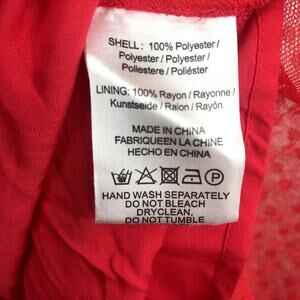 SHELL: 100% Polyester /
Polyester / Polyester /
Poliestere / Poliéster
LINING: 100% Rayon / Rayonne /
Kunstseide / Raion / Rayón
MADE IN CHINA
FABRIQUEEN LA CHINE
HECHO EN CHINA
HAND WASH SEPARATELY
DO NOT BLEACH
DRYCLEAN,
DO NOT TUMBLE